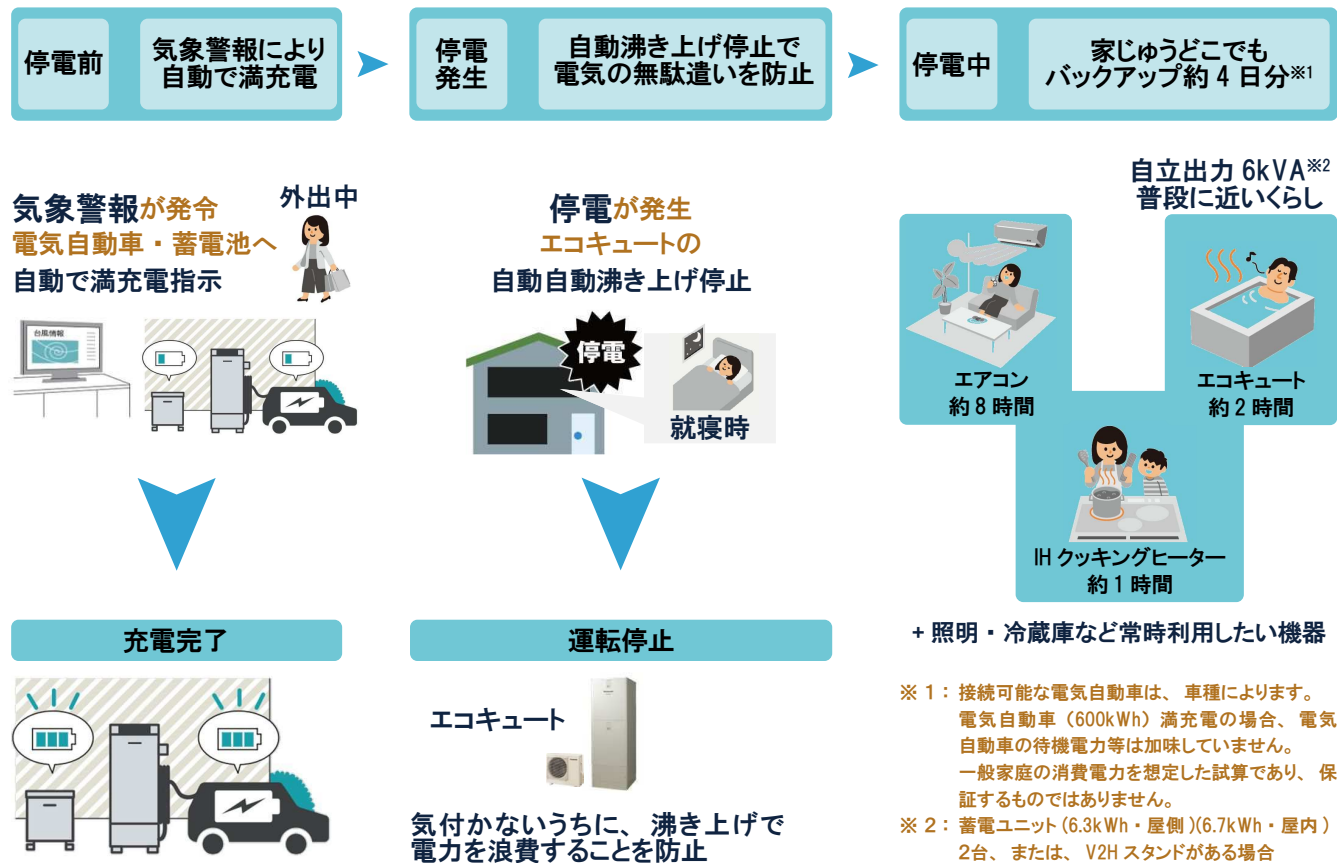 停電前
気象警報により
自動で満充電
停電
発生
自動沸き上げ停止で
電気の無駄遣いを防止
停電中
家じゅうどこでも
バックアップ約 4 日分※1
気象警報が発令
電気自動車・蓄電池へ
自動で満充電指示
外出中
台風情報
停電が発生
エコキュートの
自動自動沸き上げ停止
停電
就寝時
自立出力 6kVA※2
普段に近いくらし
エアコン
約 8 時間
エコキュート
約 2 時間
IH クッキングヒーター
約 1 時間
+ 照明・冷蔵庫など常時利用したい機器
充電完了
運転停止
エコキュート
気付かないうちに、沸き上げで
電力を浪費することを防止
※ 1：接続可能な電気自動車は、車種によります。
電気自動車（600kWh）満充電の場合、電気
自動車の待機電力等は加味していません。
一般家庭の消費電力を想定した試算であり、保
証するものではありません。
※ 2：蓄電ユニット(6.3kWh・屋側)(6.7kWh・屋内)
2台、または、V2H スタンドがある場合